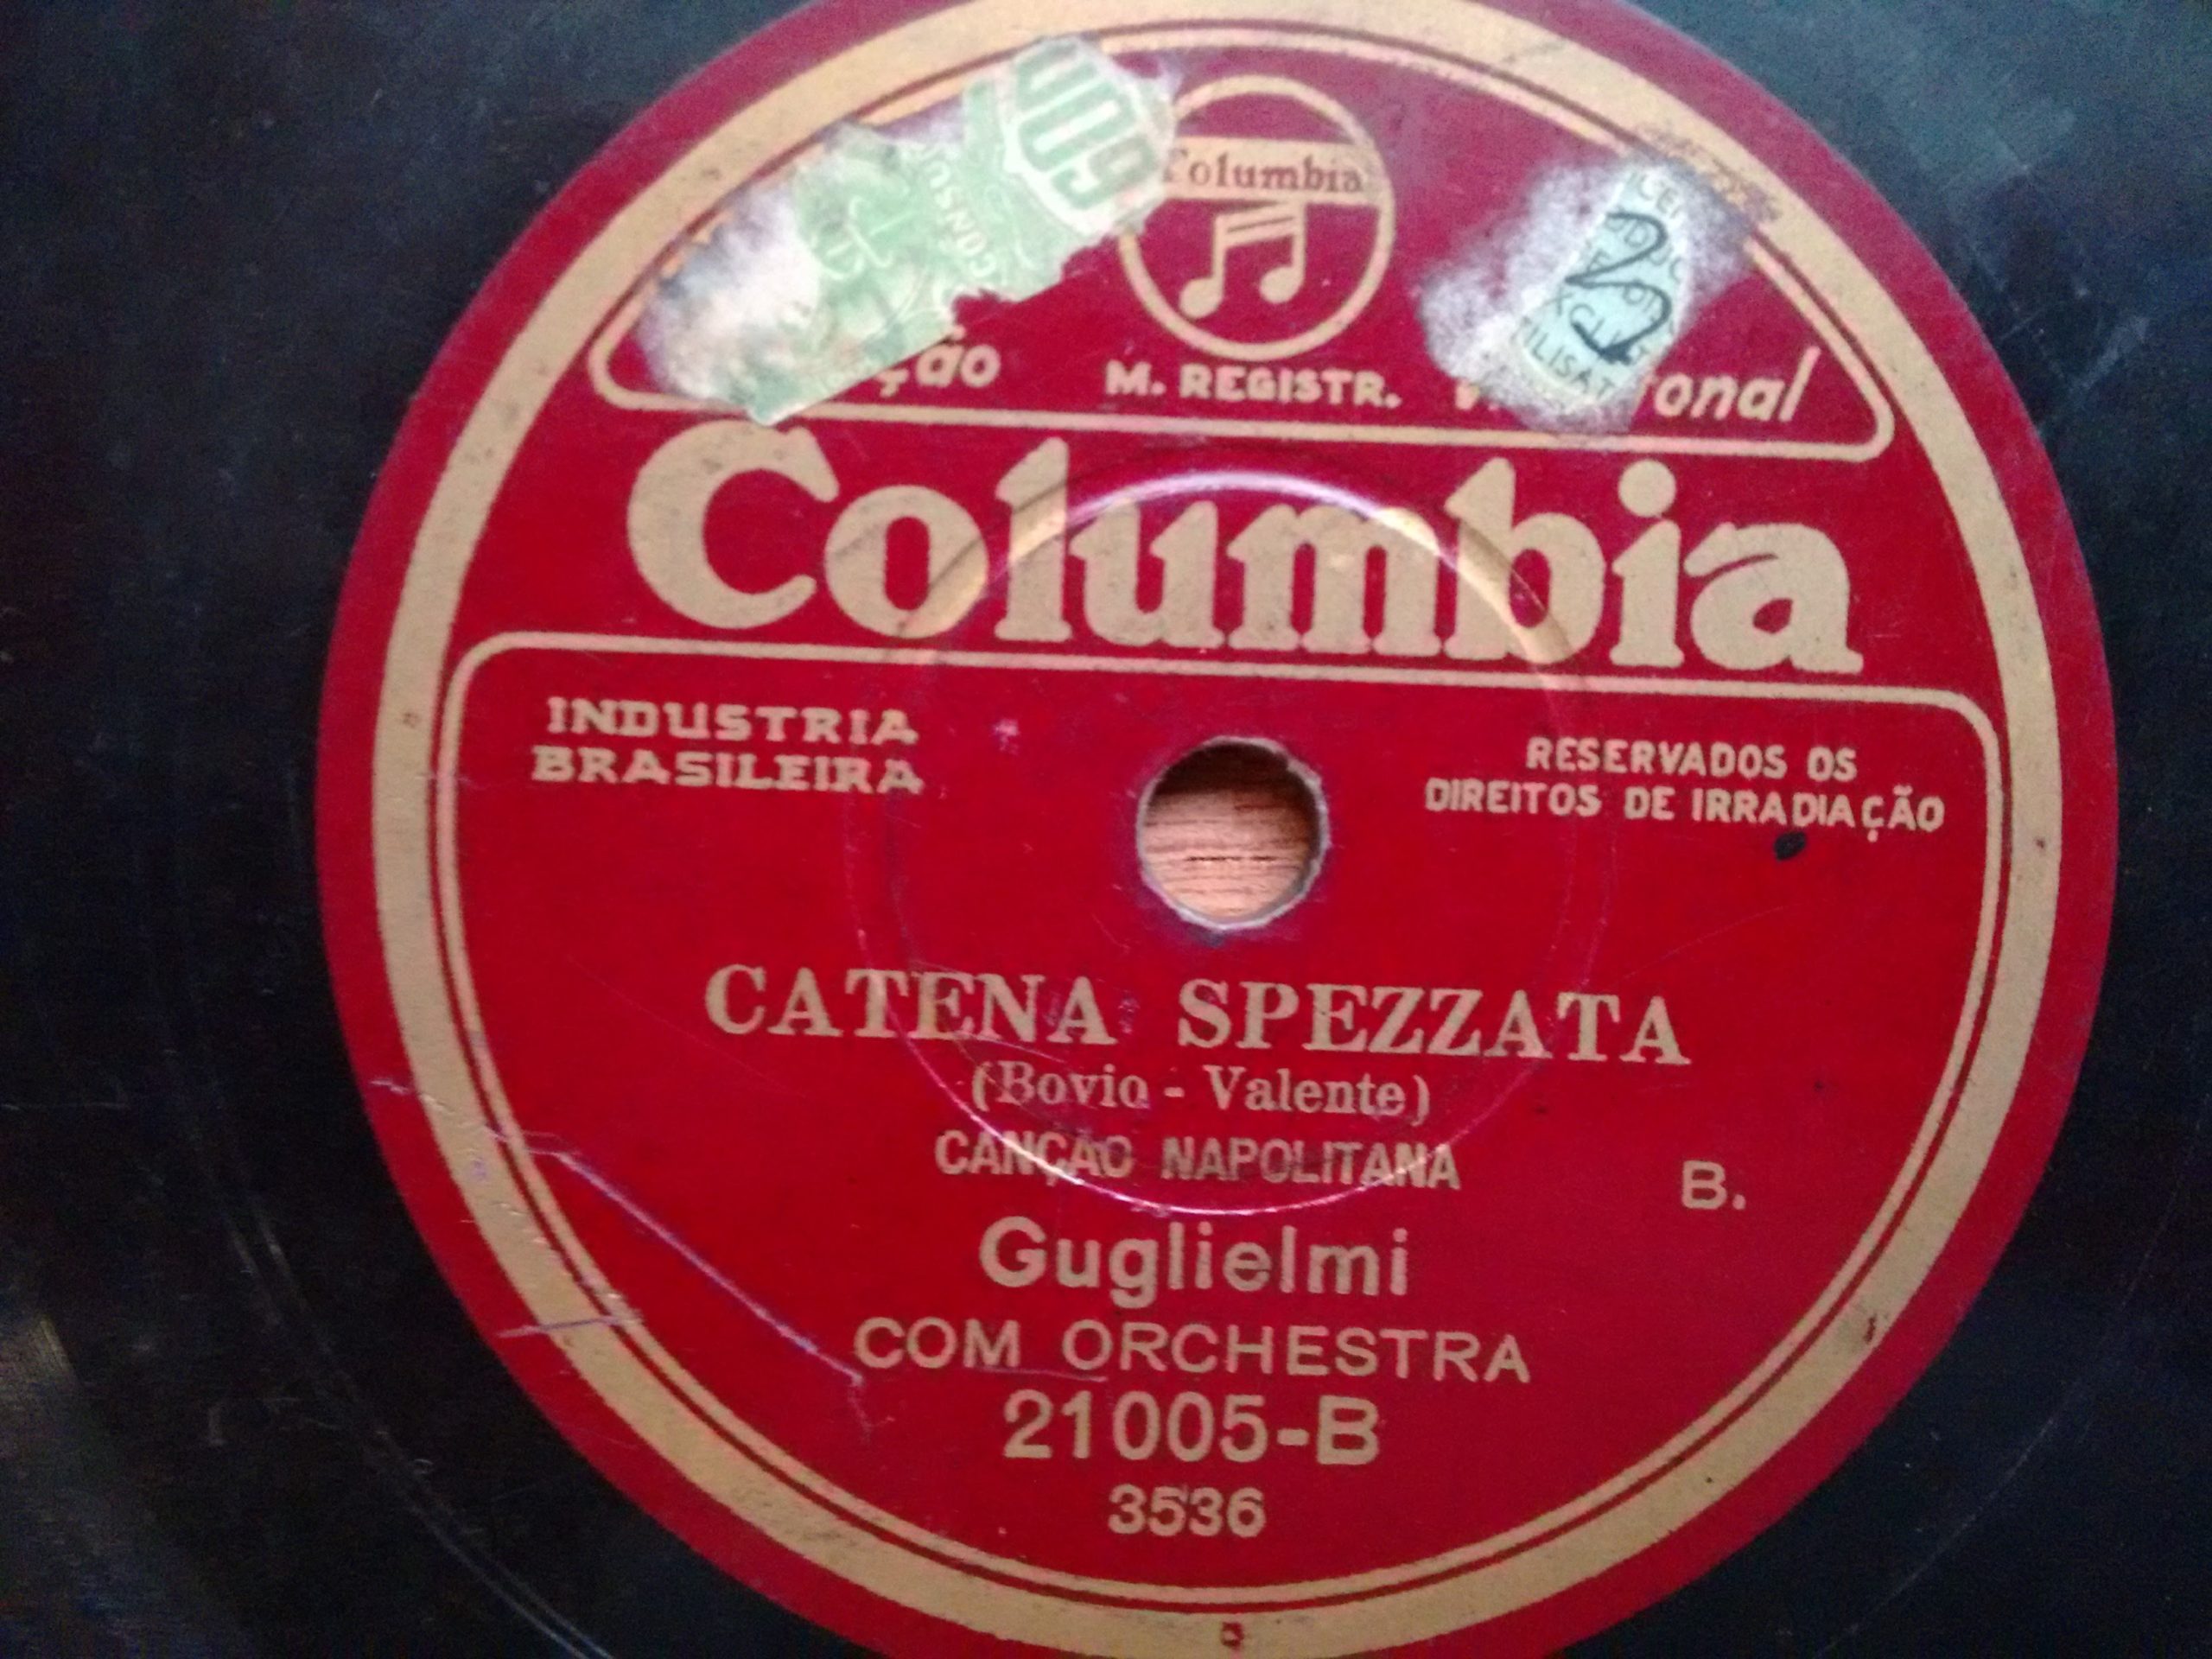 Columbia
M. REGISTR.
Columbia
INDUSTRIA
BRASILEIRA
RESERVADOS OS
DIREITOS DE IRRADIAÇÃO
CATENA SPEZZATA
(Bovio - Valente)
CANÇÃO NAPOLITANA
B.
Guglielmi
COM ORCHESTRA
21005-B
3536